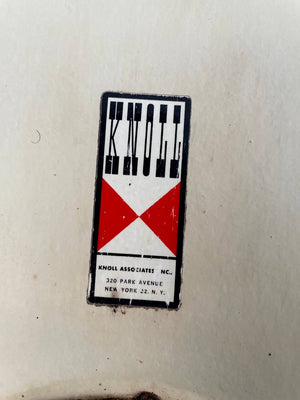 KNOLL
KNOLL ASSOCIATES INC.,
320 PARK AVENUE
NEW YORK 22, N.Y.